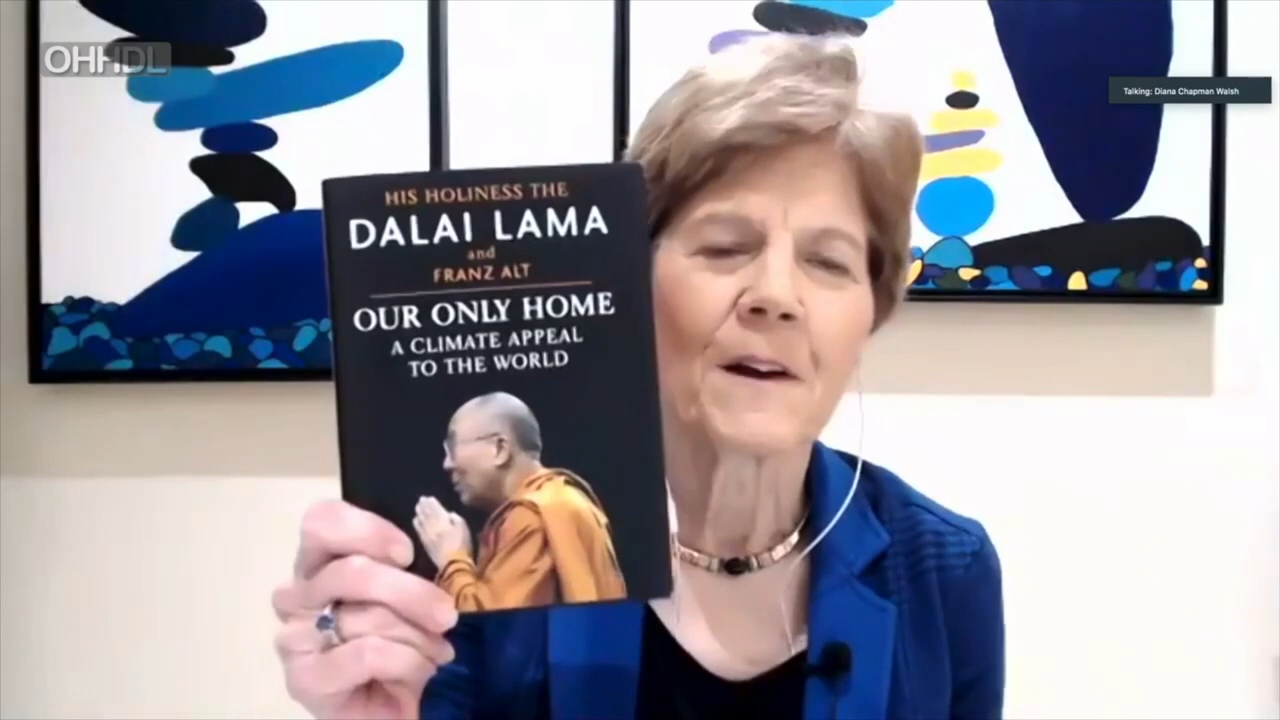 OHHDL
Talking: Diana Chapman Walsh
HIS HOLINESS THE
DALAI LAMA
and
FRANZ ALT
OUR ONLY HOME
A CLIMATE APPEAL
TO THE WORLD